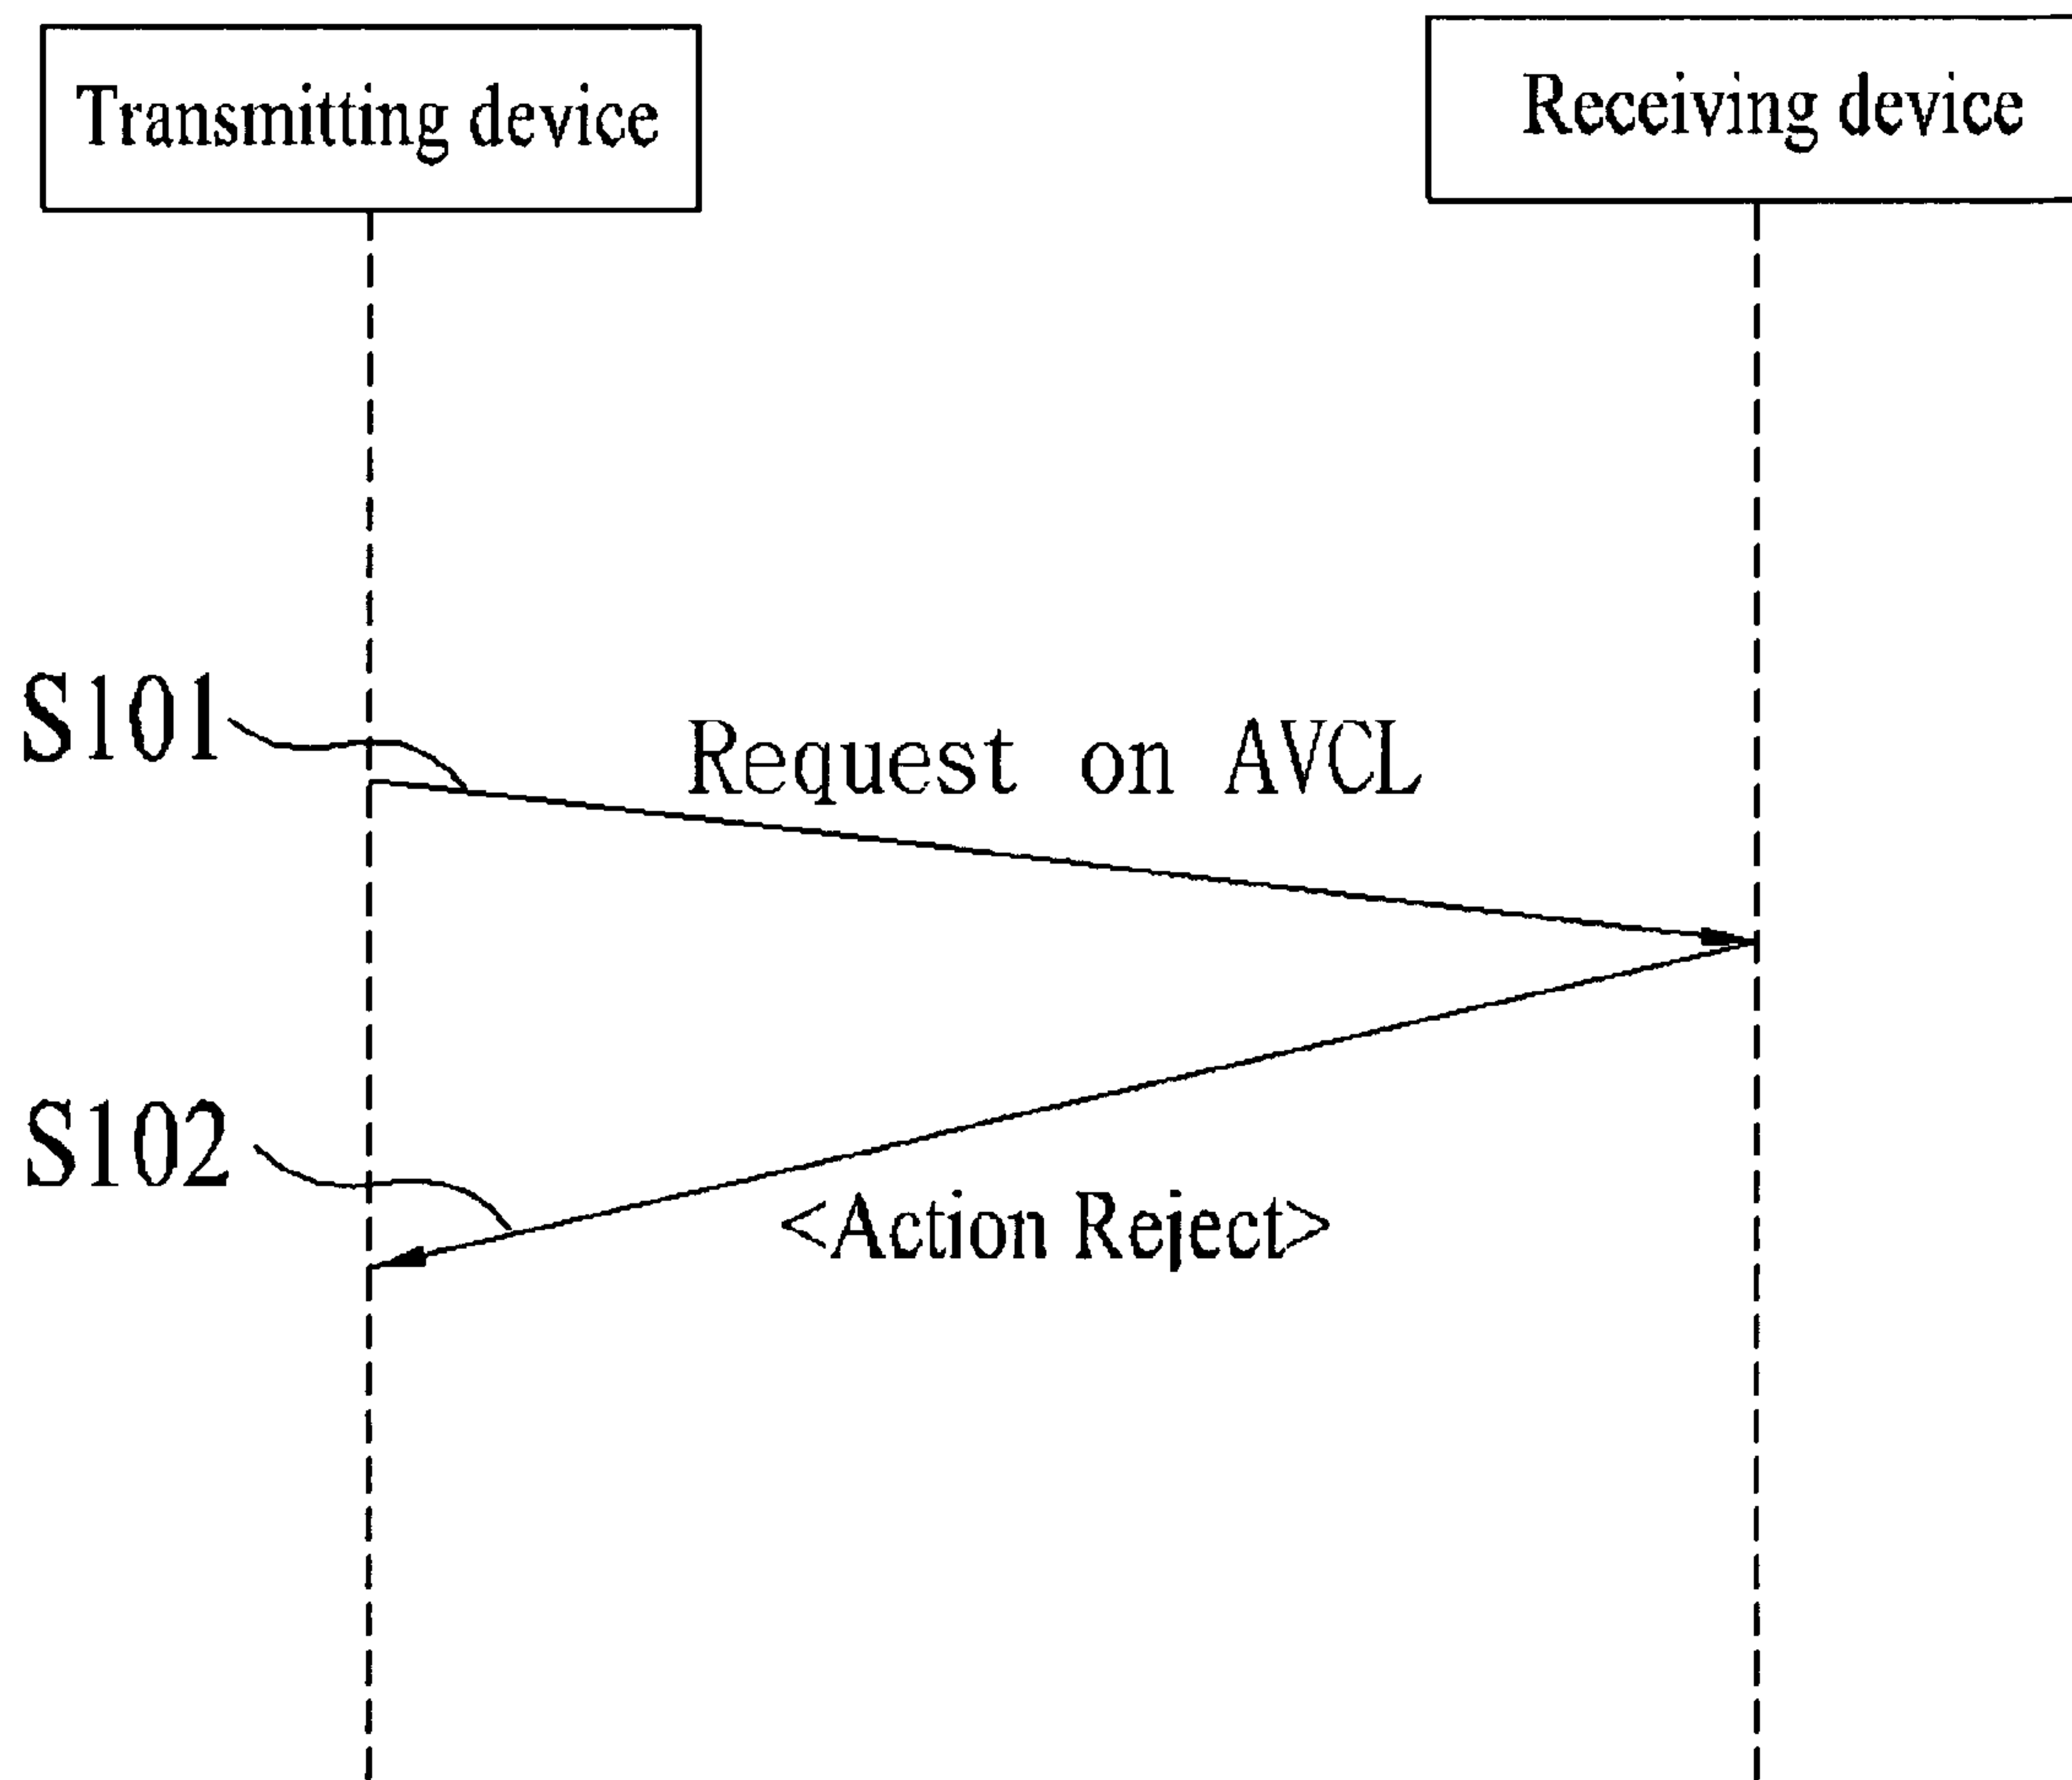 Transmitting device
Receiving device
S101
Request on AVCL
S102
<Action Reject>